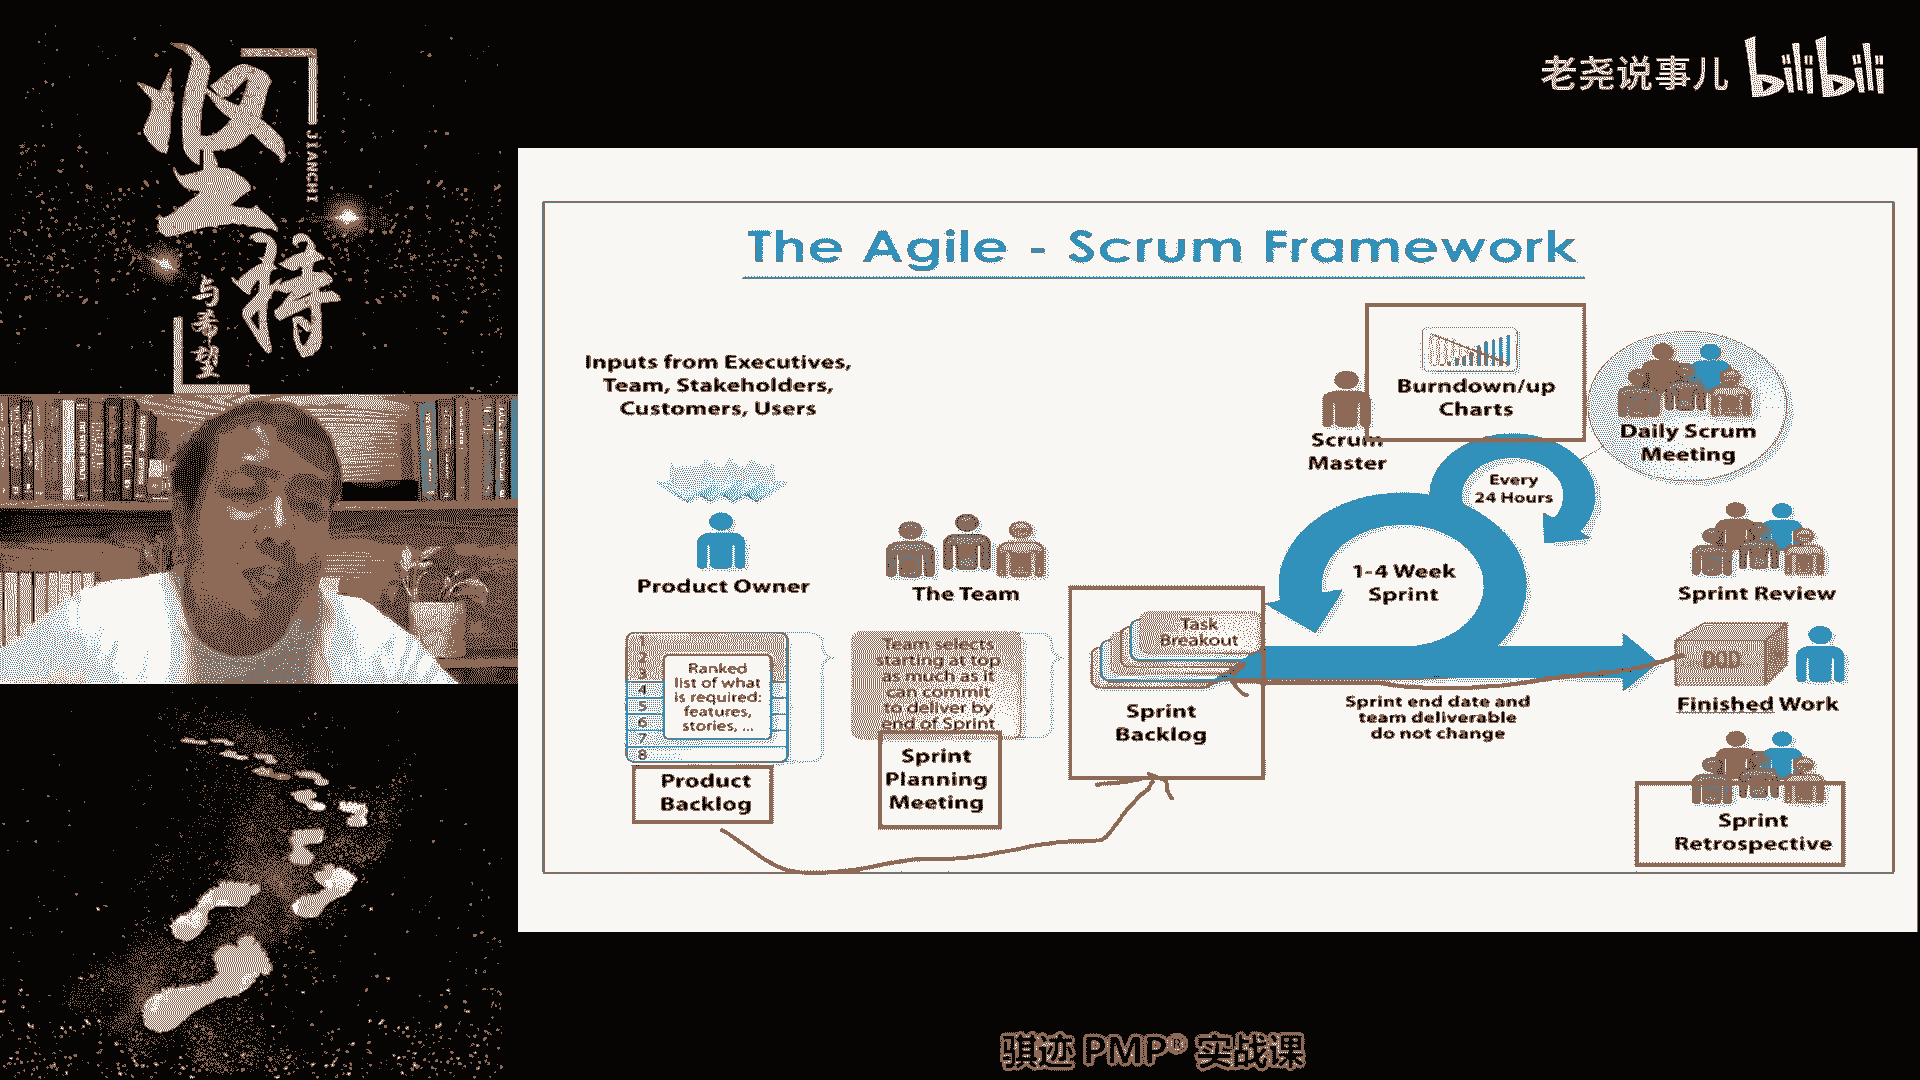 坚持
JIANCHI
与希望
老尧说事儿 bilibili
The Agile - Scrum Framework
Inputs from Executives,
Team, Stakeholders,
Customers, Users
Product Owner
The Team
1
2
3
4
5
6
7
8
Ranked
list of what
is required:
features,
stories, ...
Product
Backlog
Team selects
starting at top
as much as it
can commit
to deliver by
end of Sprint
Sprint
Planning
Meeting
Task
Breakout
Sprint
Backlog
Scrum
Master
Burndown/up
Charts
Every
24 Hours
1-4 Week
Sprint
Sprint end date and
team deliverable
do not change
Daily Scrum
Meeting
Sprint Review
DOD
Finished Work
Sprint
Retrospective
骐迹 PMP® 实战课